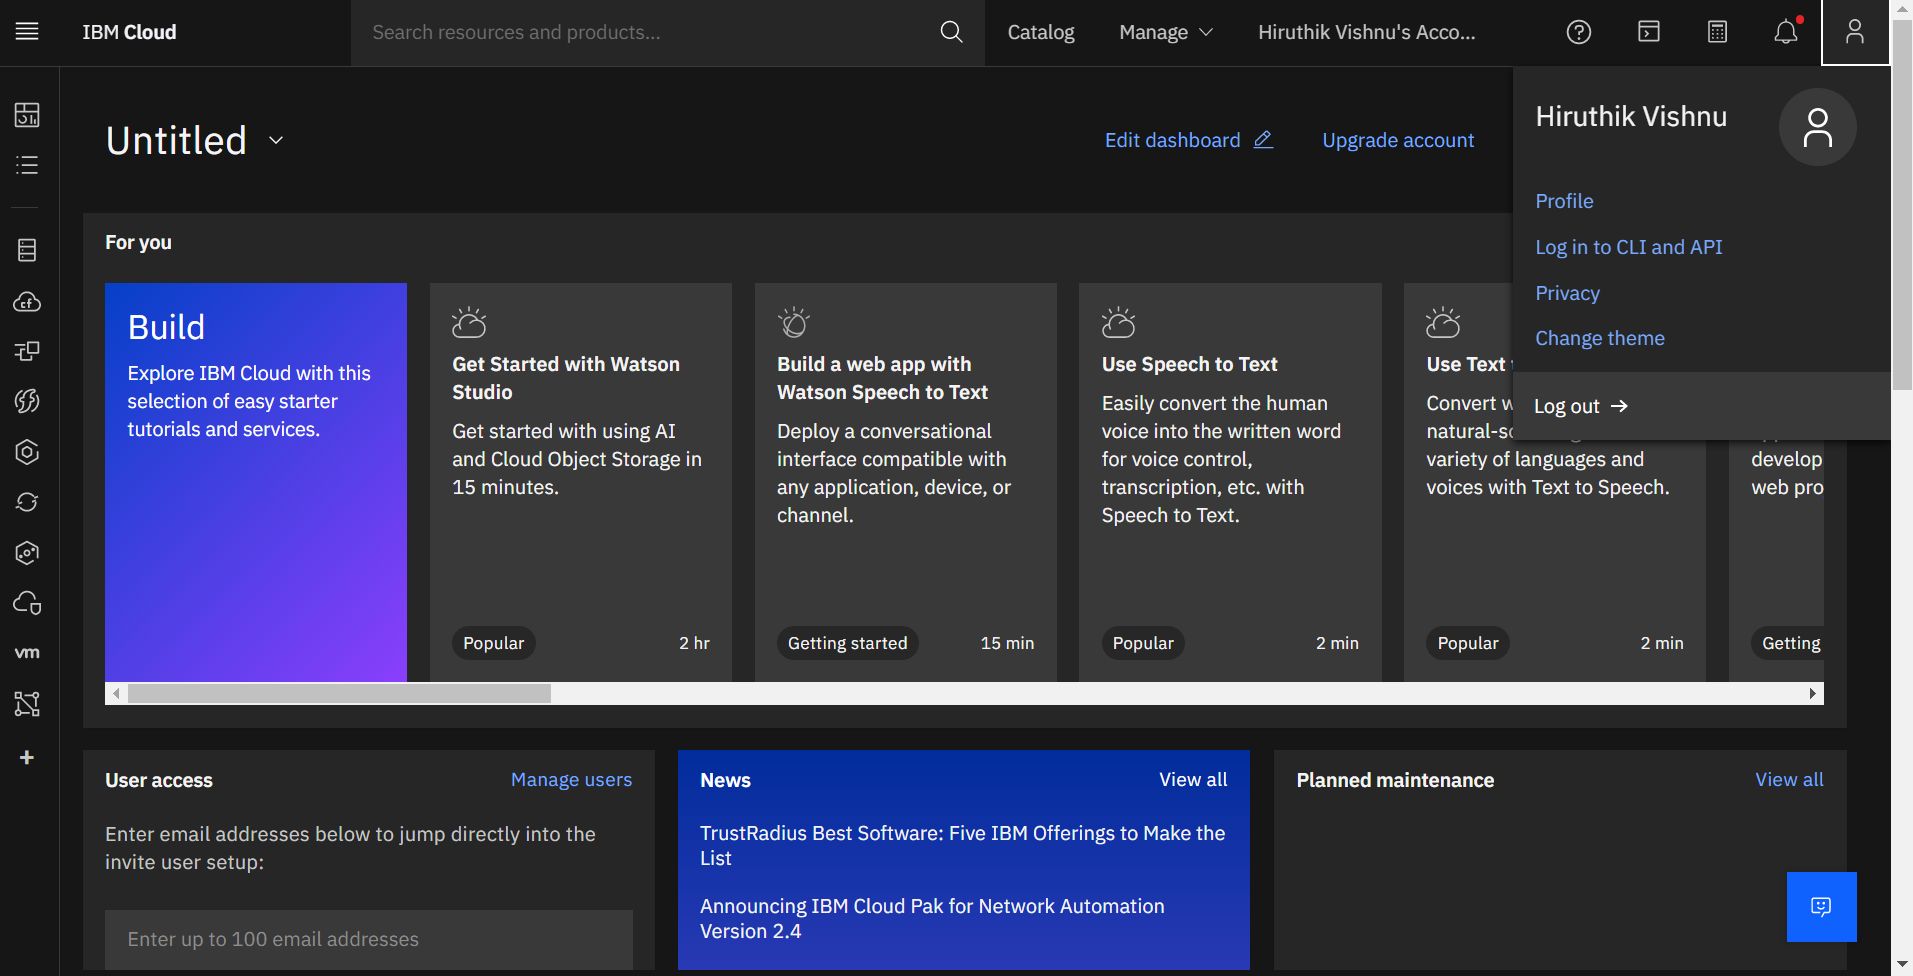 IBM Cloud
Search resources and products...
Catalog
Manage
Hiruthik Vishnu's Acco...
Hiruthik Vishnu
Profile
Log in to CLI and API
Privacy
Change theme
Log out
Untitled
Edit dashboard
Upgrade account
For you
Build
Explore IBM Cloud with this
selection of easy starter
tutorials and services.
Get Started with Watson
Studio
Get started with using AI
and Cloud Object Storage in
15 minutes.
Popular
2 hr
Build a web app with
Watson Speech to Text
Deploy a conversational
interface compatible with
any application, device, or
channel.
Getting started
15 min
Use Speech to Text
Easily convert the human
voice into the written word
for voice control,
transcription, etc. with
Speech to Text.
Popular
2 min
Use Text
Convert
variety of languages and
voices with Text to Speech.
Popular
2 min
develop
web pro
Getting
cf
vm
User access
Manage users
Enter email addresses below to jump directly into the
invite user setup:
Enter up to 100 email addresses
News
View all
TrustRadius Best Software: Five IBM Offerings to Make the
List
Announcing IBM Cloud Pak for Network Automation
Version 2.4
Planned maintenance
View all